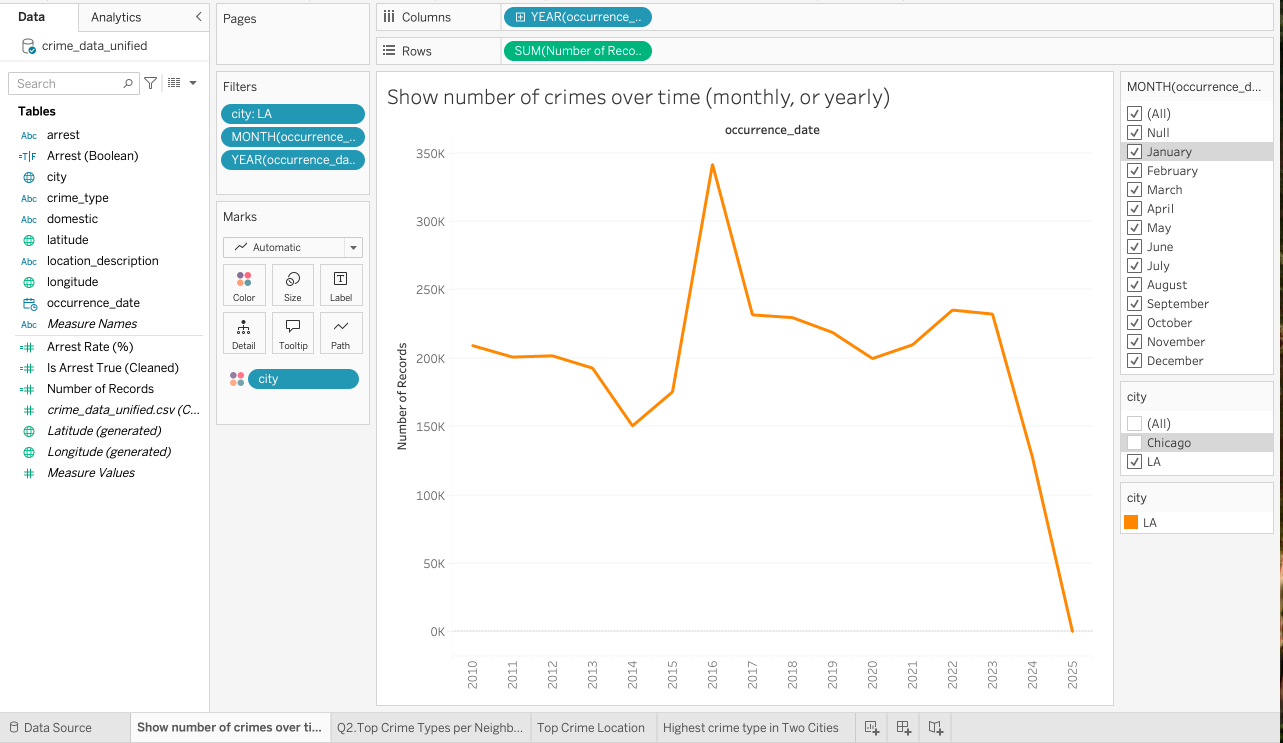 Data
Analytics
crime_data_unified
Search
Tables
Abc arrest
=T|F Arrest (Boolean)
city
Abc crime_type
Abc domestic
latitude
Abc location_description
longitude
occurrence_date
Abc Measure Names
Arrest Rate (%)
Is Arrest True (Cleaned)
Number of Records
crime_data_unified.csv (C...
Latitude (generated)
Longitude (generated)
Measure Values
Pages
Filters
city: LA
MONTH(occurrence_..
YEAR(occurrence_da..
Marks
Automatic
Color Size Label
Detail Tooltip Path
city
Columns YEAR(occurrence_..
Rows SUM(Number of Reco..
Show number of crimes over time (monthly, or yearly)
occurrence_date
Number of Records
350K
300K
250K
200K
150K
100K
50K
0K
2010 2011 2012 2013 2014 2015 2016 2017 2018 2019 2020 2021 2022 2023 2024 2025
MONTH(occurrence_d...
(All)
Null
January
February
March
April
May
June
July
August
September
October
November
December
city
(All)
Chicago
LA
city
LA
Data Source Show number of crimes over ti... Q2.Top Crime Types per Neighb... Top Crime Location Highest crime type in Two Cities